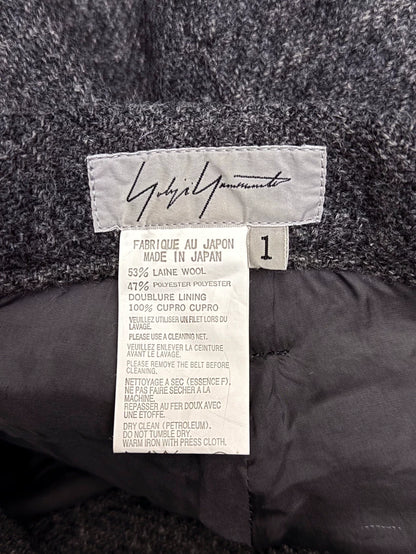 Yohji Yamamoto
1
FABRIQUE AU JAPON
MADE IN JAPAN
53% LAINE WOOL
47% POLYESTER POLYESTER
DOUBLURE LINING
100% CUPRO CUPRO
VEUILLEZ UTILISER UN FILET LORS DU
LAVAGE.
PLEASE USE A CLEANING NET.
VEUILLEZ ENLEVER LA CEINTURE
AVANT LE LAVAGE.
PLEASE REMOVE THE BELT BEFORE
CLEANING.
NETTOYAGE A SEC (ESSENCE F).
NE PAS FAIRE SECHER A LA
MACHINE.
REPASSER AU FER DOUX AVEC
UNE ETOFFE.
DRY CLEAN (PETROLEUM).
DO NOT TUMBLE DRY.
WARM IRON WITH PRESS CLOTH.